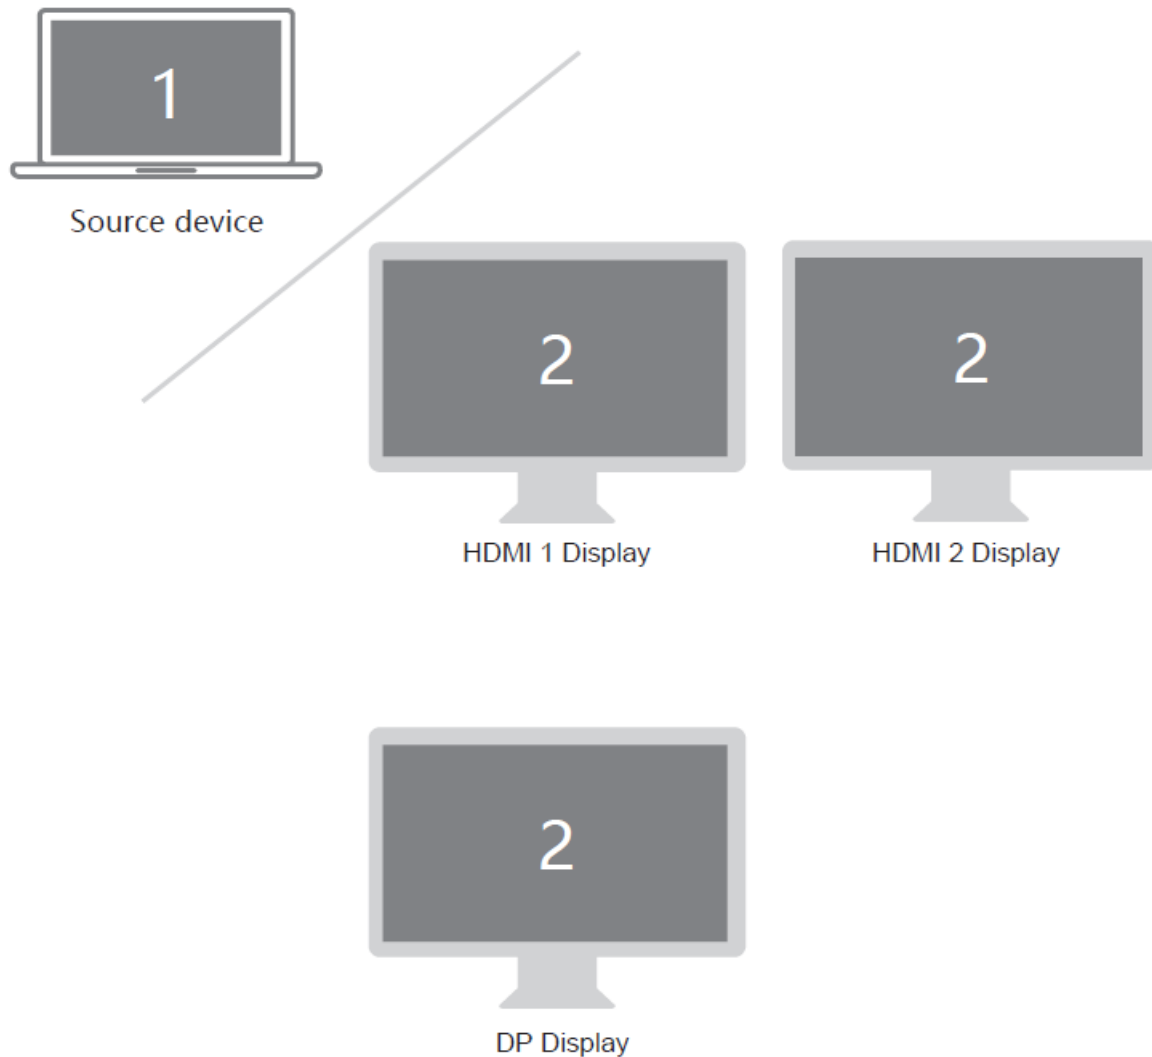 1
Source device
2
2
HDMI 1 Display
HDMI 2 Display
2
DP Display